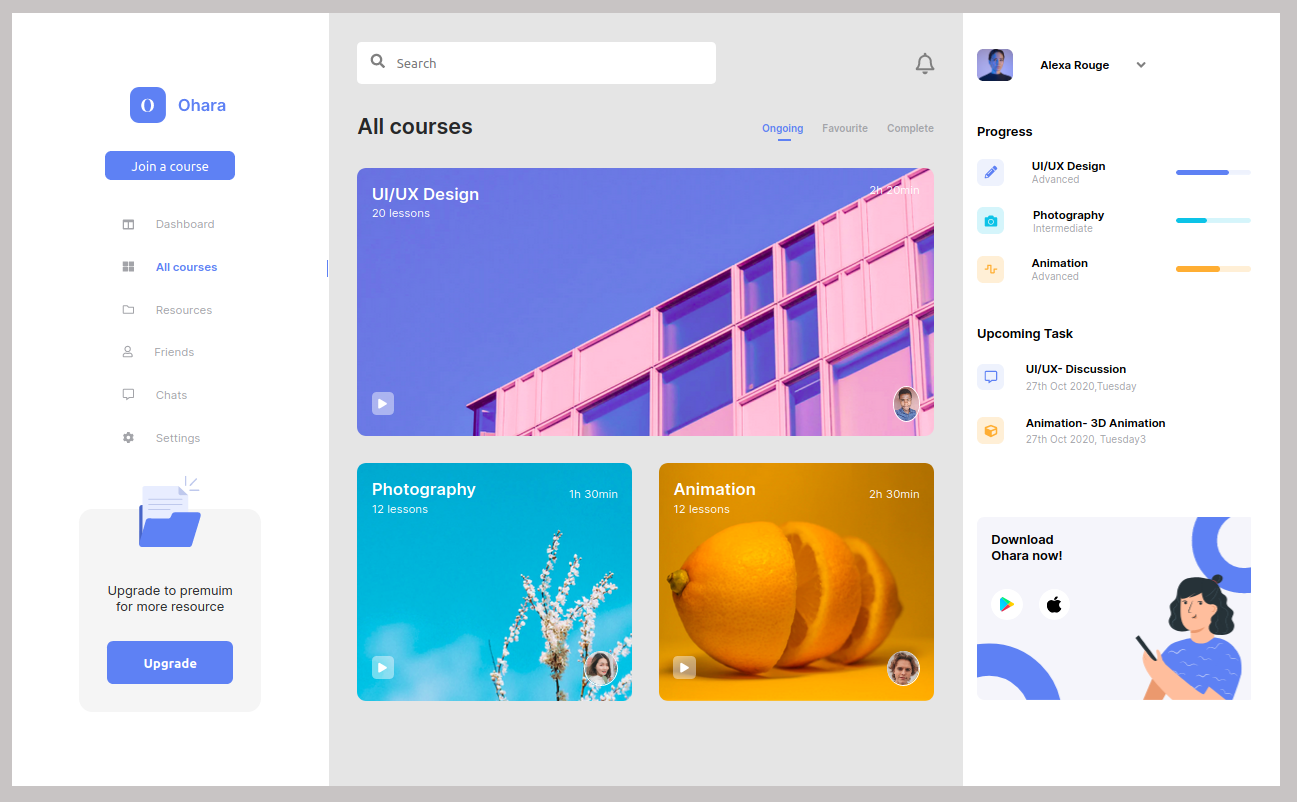 O
Ohara
Join a course
Dashboard
All courses
Resources
Friends
Chats
Settings
Upgrade to premuim
for more resource
Upgrade
Search
All courses
Ongoing
Favourite
Complete
UI/UX Design
20 lessons
2h 20min
Photography
12 lessons
1h 30min
Animation
12 lessons
2h 30min
Alexa Rouge
Progress
UI/UX Design
Advanced
Photography
Intermediate
Animation
Advanced
Upcoming Task
UI/UX- Discussion
27th Oct 2020,Tuesday
Animation- 3D Animation
27th Oct 2020, Tuesday3
Download
Ohara now!